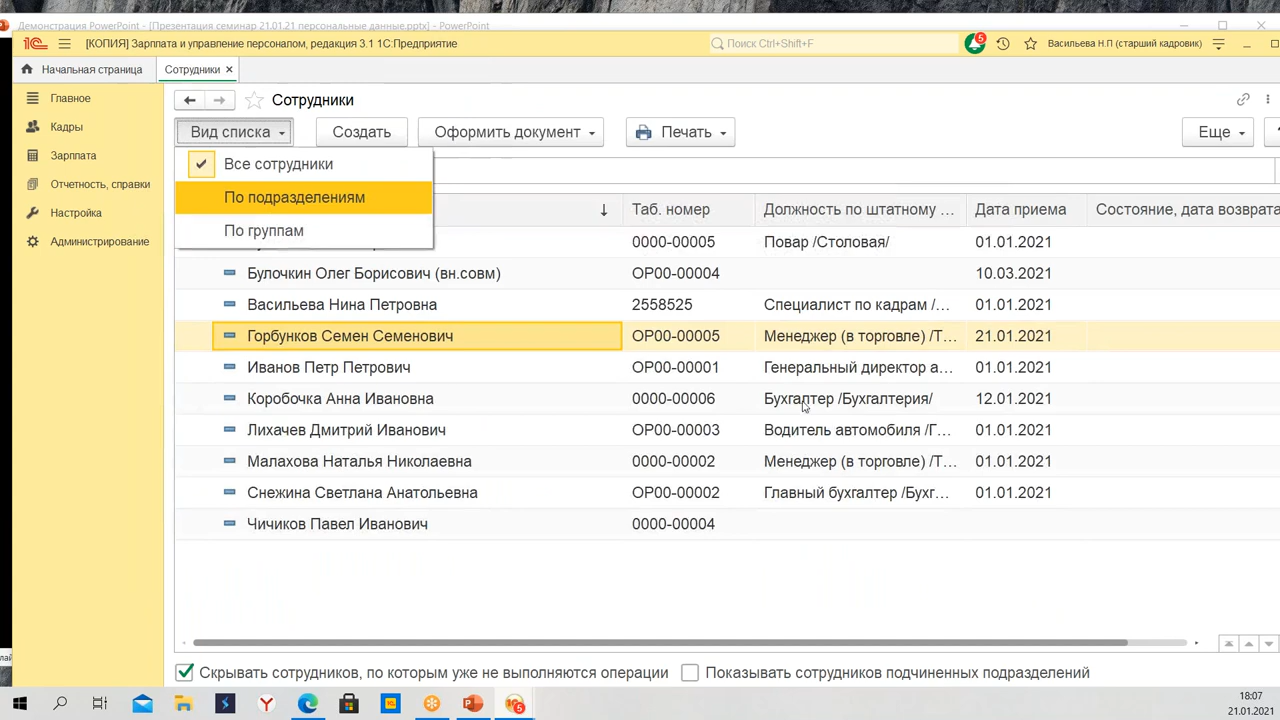 Демонстрация PowerPoint - [Презентация семинар 21.01.21 персональные данные.pptx] - PowerPoint
[КОПИЯ] Зарплата и управление персоналом, редакция 3.1 1С:Предприятие
Поиск Ctrl+Shift+F
5
Васильева Н.П (старший кадровик)
Начальная страница
Сотрудники
Главное
Кадры
Зарплата
Отчетность, справки
Настройка
Администрирование
Сотрудники
Вид списка
Создать
Оформить документ
Печать
Еще
Все сотрудники
По подразделениям
По группам
Таб. номер Должность по штатному ... Дата приема Состояние, дата возврата
0000-00005 Повар /Столовая/ 01.01.2021
Булочкин Олег Борисович (вн.совм) ОР00-00004 10.03.2021
Васильева Нина Петровна 2558525 Специалист по кадрам /... 01.01.2021
Горбунков Семен Семенович ОР00-00005 Менеджер (в торговле) /Т... 21.01.2021
Иванов Петр Петрович ОР00-00001 Генеральный директор а... 01.01.2021
Коробочка Анна Ивановна 0000-00006 Бухгалтер /Бухгалтерия/ 12.01.2021
Лихачев Дмитрий Иванович ОР00-00003 Водитель автомобиля /Г... 01.01.2021
Малахова Наталья Николаевна 0000-00002 Менеджер (в торговле) /Т... 01.01.2021
Снежина Светлана Анатольевна ОР00-00002 Главный бухгалтер /Бухг... 01.01.2021
Чичиков Павел Иванович 0000-00004
Скрывать сотрудников, по которым уже не выполняются операции
Показывать сотрудников подчиненных подразделений
18:07
21.01.2021